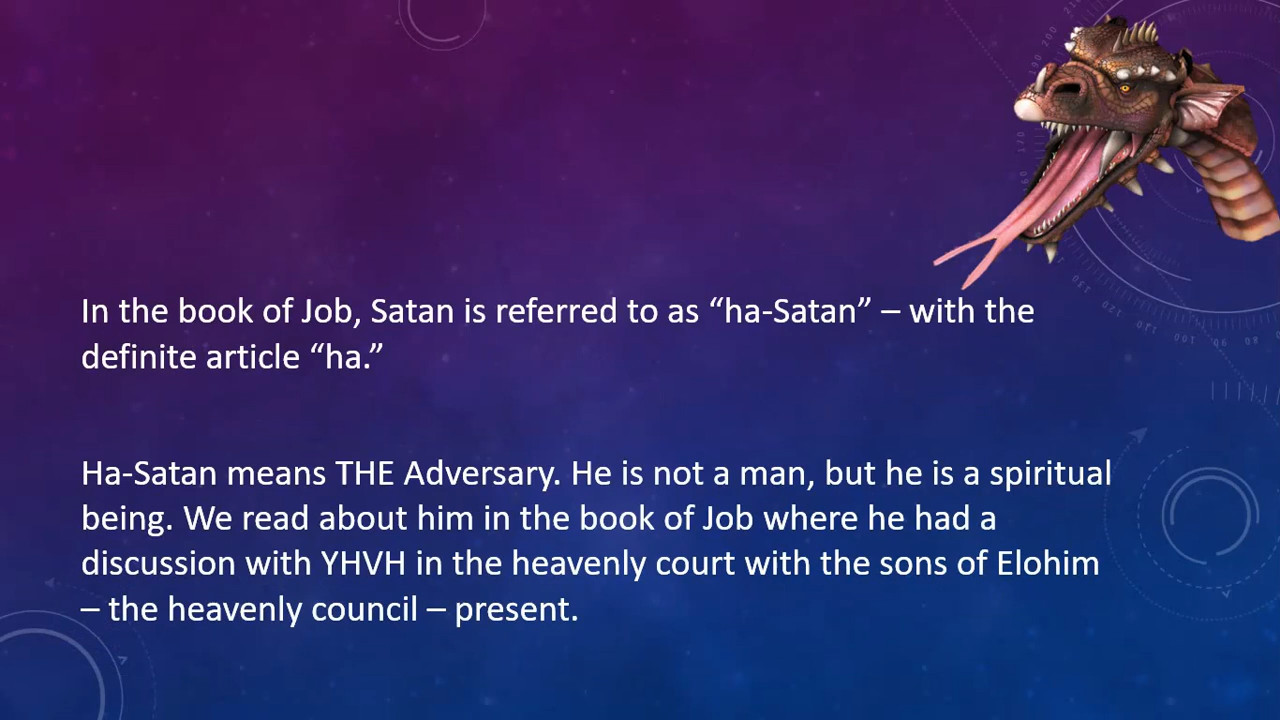 In the book of Job, Satan is referred to as “ha-Satan” – with the
definite article “ha.”
Ha-Satan means THE Adversary. He is not a man, but he is a spiritual
being. We read about him in the book of Job where he had a
discussion with YHVH in the heavenly court with the sons of Elohim
– the heavenly council – present.